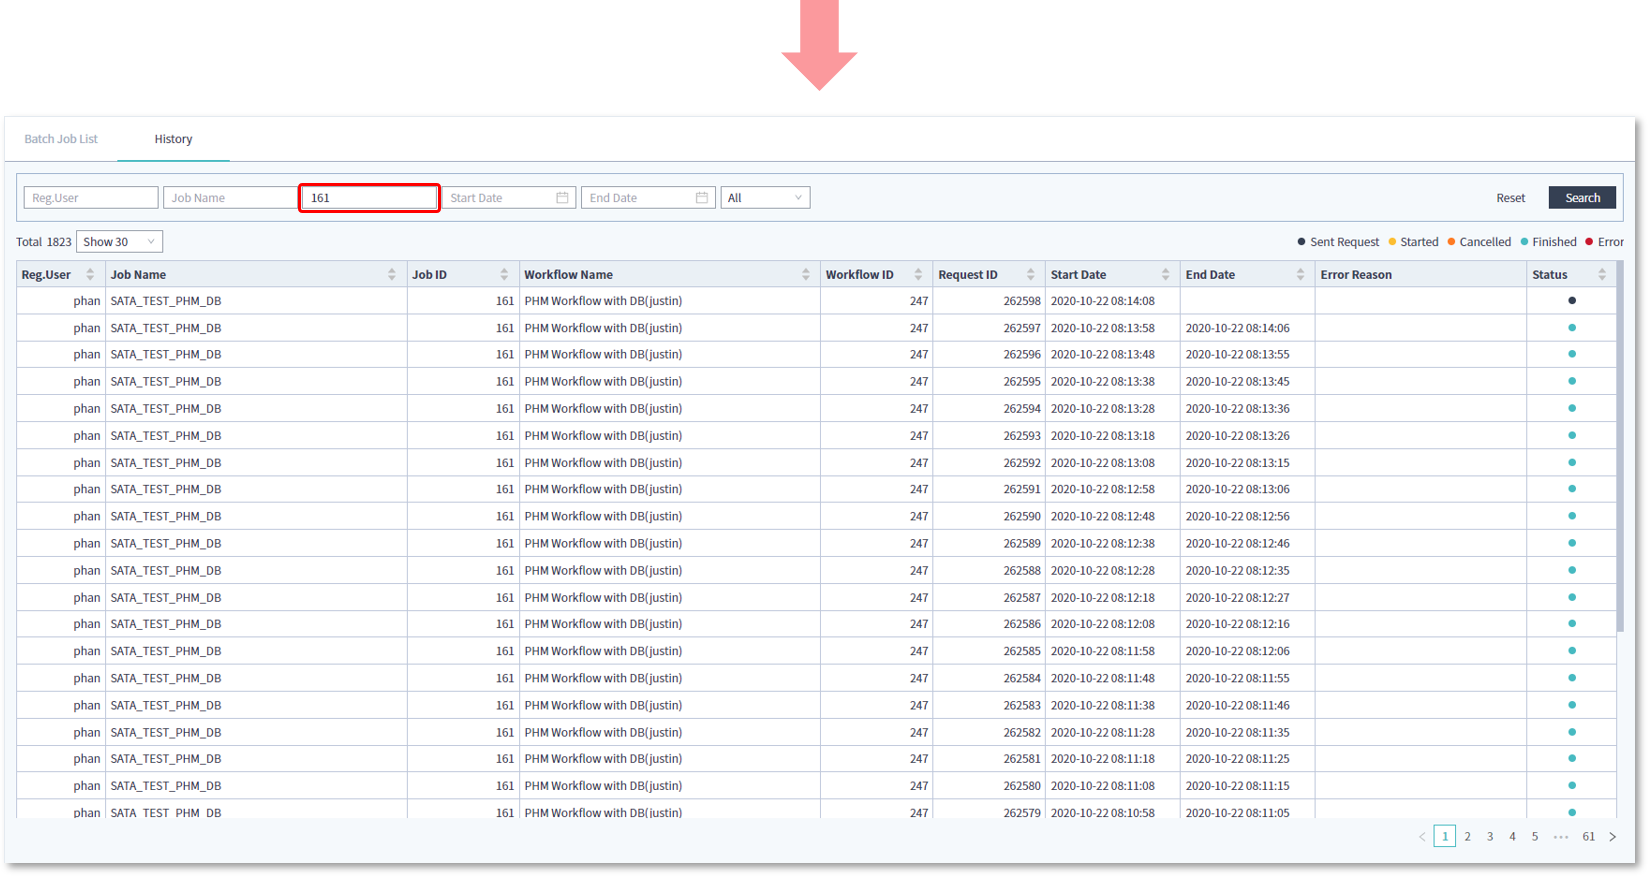 Batch Job List History
Reg.User Job Name 161 Start Date End Date All Reset Search
Total 1823 Show 30 Sent Request Started Cancelled Finished Error
Reg.User Job Name Job ID Workflow Name Workflow ID Request ID Start Date End Date Error Reason Status
phan SATA_TEST_PHM_DB 161 PHM Workflow with DB(justin) 247 262598 2020-10-22 08:14:08
phan SATA_TEST_PHM_DB 161 PHM Workflow with DB(justin) 247 262597 2020-10-22 08:13:58 2020-10-22 08:14:06
phan SATA_TEST_PHM_DB 161 PHM Workflow with DB(justin) 247 262596 2020-10-22 08:13:48 2020-10-22 08:13:55
phan SATA_TEST_PHM_DB 161 PHM Workflow with DB(justin) 247 262595 2020-10-22 08:13:38 2020-10-22 08:13:45
phan SATA_TEST_PHM_DB 161 PHM Workflow with DB(justin) 247 262594 2020-10-22 08:13:28 2020-10-22 08:13:36
phan SATA_TEST_PHM_DB 161 PHM Workflow with DB(justin) 247 262593 2020-10-22 08:13:18 2020-10-22 08:13:26
phan SATA_TEST_PHM_DB 161 PHM Workflow with DB(justin) 247 262592 2020-10-22 08:13:08 2020-10-22 08:13:15
phan SATA_TEST_PHM_DB 161 PHM Workflow with DB(justin) 247 262591 2020-10-22 08:12:58 2020-10-22 08:13:06
phan SATA_TEST_PHM_DB 161 PHM Workflow with DB(justin) 247 262590 2020-10-22 08:12:48 2020-10-22 08:12:56
phan SATA_TEST_PHM_DB 161 PHM Workflow with DB(justin) 247 262589 2020-10-22 08:12:38 2020-10-22 08:12:46
phan SATA_TEST_PHM_DB 161 PHM Workflow with DB(justin) 247 262588 2020-10-22 08:12:28 2020-10-22 08:12:35
phan SATA_TEST_PHM_DB 161 PHM Workflow with DB(justin) 247 262587 2020-10-22 08:12:18 2020-10-22 08:12:27
phan SATA_TEST_PHM_DB 161 PHM Workflow with DB(justin) 247 262586 2020-10-22 08:12:08 2020-10-22 08:12:16
phan SATA_TEST_PHM_DB 161 PHM Workflow with DB(justin) 247 262585 2020-10-22 08:11:58 2020-10-22 08:12:06
phan SATA_TEST_PHM_DB 161 PHM Workflow with DB(justin) 247 262584 2020-10-22 08:11:48 2020-10-22 08:11:55
phan SATA_TEST_PHM_DB 161 PHM Workflow with DB(justin) 247 262583 2020-10-22 08:11:38 2020-10-22 08:11:46
phan SATA_TEST_PHM_DB 161 PHM Workflow with DB(justin) 247 262582 2020-10-22 08:11:28 2020-10-22 08:11:35
phan SATA_TEST_PHM_DB 161 PHM Workflow with DB(justin) 247 262581 2020-10-22 08:11:18 2020-10-22 08:11:25
phan SATA_TEST_PHM_DB 161 PHM Workflow with DB(justin) 247 262580 2020-10-22 08:11:08 2020-10-22 08:11:15
phan SATA_TEST_PHM_DB 161 PHM Workflow with DB(justin) 247 262579 2020-10-22 08:10:58 2020-10-22 08:11:05
< 1 2 3 4 5 ••• 61 >